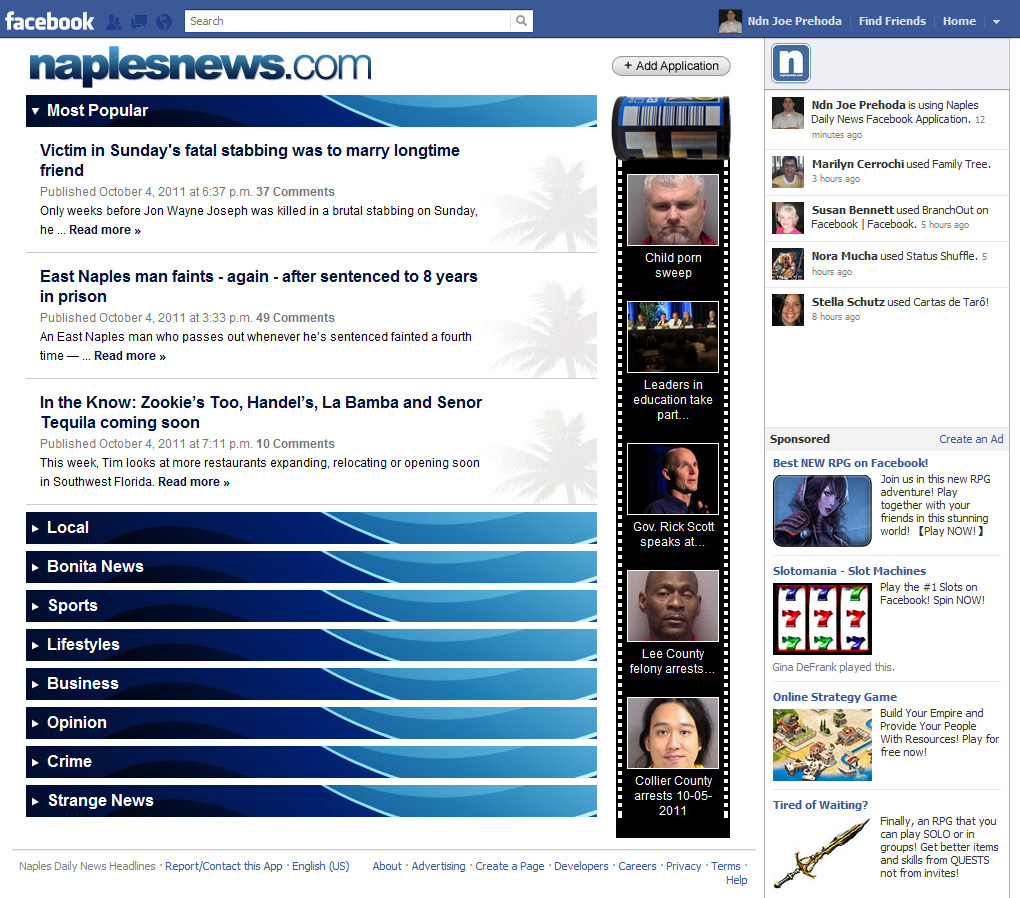 facebook
Search
Ndn Joe Prehoda
Find Friends
Home
naplesnews.com
+ Add Application
Most Popular
Victim in Sunday's fatal stabbing was to marry longtime
friend
Published October 4, 2011 at 6:37 p.m. 37 Comments
Only weeks before Jon Wayne Joseph was killed in a brutal stabbing on Sunday,
he ... Read more »
East Naples man faints - again - after sentenced to 8 years
in prison
Published October 4, 2011 at 3:33 p.m. 49 Comments
An East Naples man who passes out whenever he's sentenced fainted a fourth
time — ... Read more »
In the Know: Zookie's Too, Handel's, La Bamba and Senor
Tequila coming soon
Published October 4, 2011 at 7:11 p.m. 10 Comments
This week, Tim looks at more restaurants expanding, relocating or opening soon
in Southwest Florida. Read more »
Local
Bonita News
Sports
Lifestyles
Business
Opinion
Crime
Strange News
Child porn
sweep
Leaders in
education take
part...
Gov. Rick Scott
speaks at...
Lee County
felony arrests...
Collier County
arrests 10-05-
2011
n
Ndn Joe Prehoda is using Naples
Daily News Facebook Application. 12
minutes ago
Marilyn Cerrochi used Family Tree.
3 hours ago
Susan Bennett used BranchOut on
Facebook | Facebook. 5 hours ago
Nora Mucha used Status Shuffle. 5
hours ago
Stella Schutz used Cartas de Tarô!
8 hours ago
Sponsored
Create an Ad
Best NEW RPG on Facebook!
Join us in this new RPG
adventure! Play
together with your
friends in this stunning
world! 【Play NOW!】
Slotomania - Slot Machines
Play the #1 Slots on
Facebook! Spin NOW!
Gina DeFrank played this.
Online Strategy Game
Build Your Empire and
Provide Your People
With Resources! Play for
free now!
Tired of Waiting?
Finally, an RPG that you
can play SOLO or in
groups! Get better items
and skills from QUESTS
not from invites!
Naples Daily News Headlines · Report/Contact this App · English (US)
About · Advertising · Create a Page · Developers · Careers · Privacy · Terms ·
Help